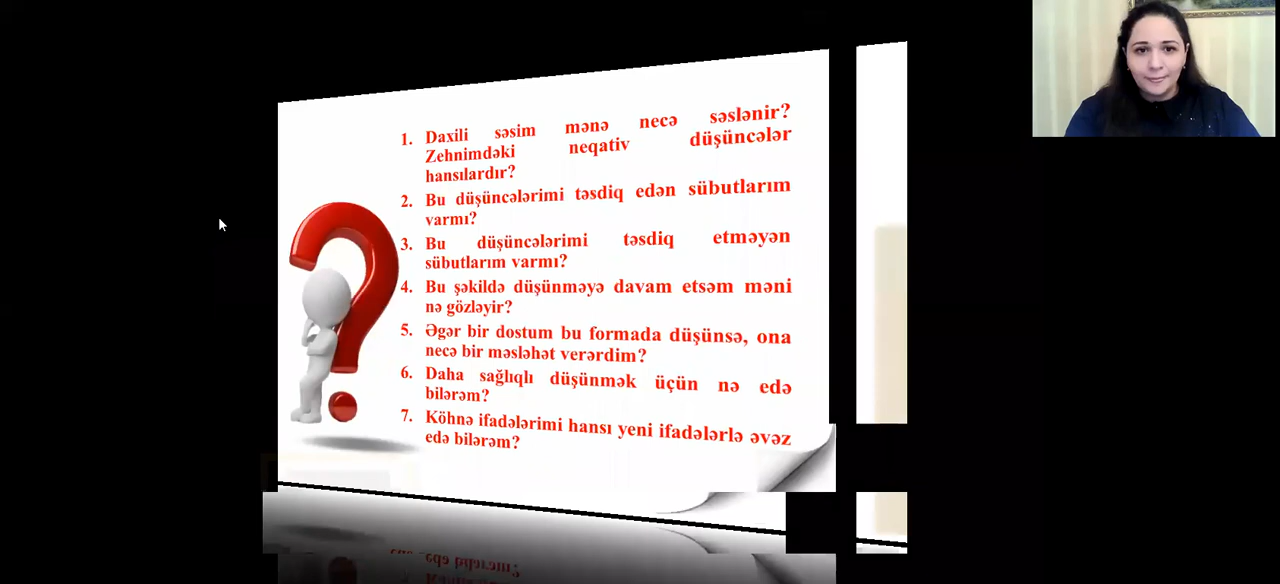 1. Daxili səsim mənə necə səslənir?
Zehnimdəki neqativ düşüncələr
hansılardır?
2. Bu düşüncələrimi təsdiq edən sübutlarım
varmı?
3. Bu düşüncələrimi təsdiq etməyən
sübutlarım varmı?
4. Bu şəkildə düşünməyə davam etsəm məni
nə gözləyir?
5. Əgər bir dostum bu formada düşünsə, ona
necə bir məsləhət verərdim?
6. Daha sağlıqlı düşünmək üçün nə edə
bilərəm?
7. Köhnə ifadələrimi hansı yeni ifadələrlə əvəz
edə bilərəm?